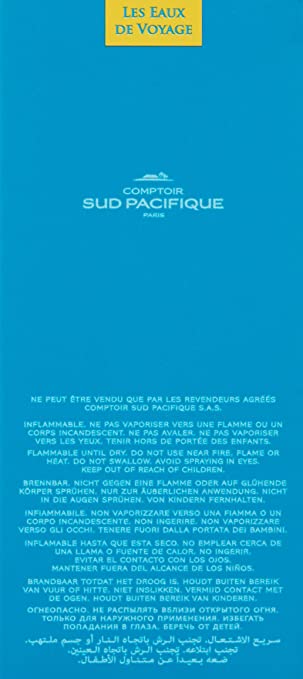 LES EAUX
DE VOYAGE
COMPTOIR
SUD PACIFIQUE
PARIS
NE PEUT ÊTRE VENDU QUE PAR LES REVENDEURS AGRÉÉS
COMPTOIR SUD PACIFIQUE S.A.S.
INFLAMMABLE. NE PAS VAPORISER VERS UNE FLAMME OU UN
CORPS INCANDESCENT. NE PAS AVALER. NE PAS VAPORISER
VERS LES YEUX. TENIR HORS DE PORTÉE DES ENFANTS.
FLAMMABLE UNTIL DRY. DO NOT USE NEAR FIRE, FLAME OR
HEAT. DO NOT SWALLOW. AVOID SPRAYING IN EYES.
KEEP OUT OF REACH OF CHILDREN.
BRENNBAR. NICHT GEGEN EINE FLAMME ODER AUF GLÜHENDE
KÖRPER SPRÜHEN. NUR ZUR ÄUBERLICHEN ANWENDUNG. NICHT
IN DIE AUGEN SPRÜHEN. VON KINDERN FERNHALTEN.
INFIAMMABILE. NON VAPORIZZARE VERSO UNA FIAMMA O UN
CORPO INCANDESCENTE. NON INGERIRE. NON VAPORIZZARE
VERSO GLI OCCHI. TENERE FUORI DALLA PORTATA DEI BAMBINI.
INFLAMABLE HASTA QUE ESTA SECO. NO EMPLEAR CERCA DE
UNA LLAMA O FUENTE DE CALOR. NO INGERIR.
EVITAR EL CONTACTO CON LOS OJOS.
MANTENER FUERA DEL ALCANCE DE LOS NIÑOS.
BRANDBAAR TOTDAT HET DROOG IS. HOUDT BUITEN BEREIK
VAN VUUR OF HITTE. NIET INSLIKKEN. VERMIJD CONTACT MET
DE OGEN. HOUDT BUITEN BEREIK VAN KINDEREN.
ОГНЕОПАСНО. НЕ РАСПЫЛЯТЬ ВБЛИЗИ ОТКРЫТОГО ОГНЯ.
ТОЛЬКО ДЛЯ НАРУЖНОГО ПРИМЕНЕНИЯ. ИЗБЕГАТЬ
ПОПАДАНИЯ В ГЛАЗА. БЕРЕЧЬ ОТ ДЕТЕЙ.
سريع الاشتعال. تجنب الرش باتجاه النار أو جسم ملتهب.
تجنب ابتلاعه. تجنب الرش باتجاه العينين.
ضعه بعيداً عن متناول الأطفال.